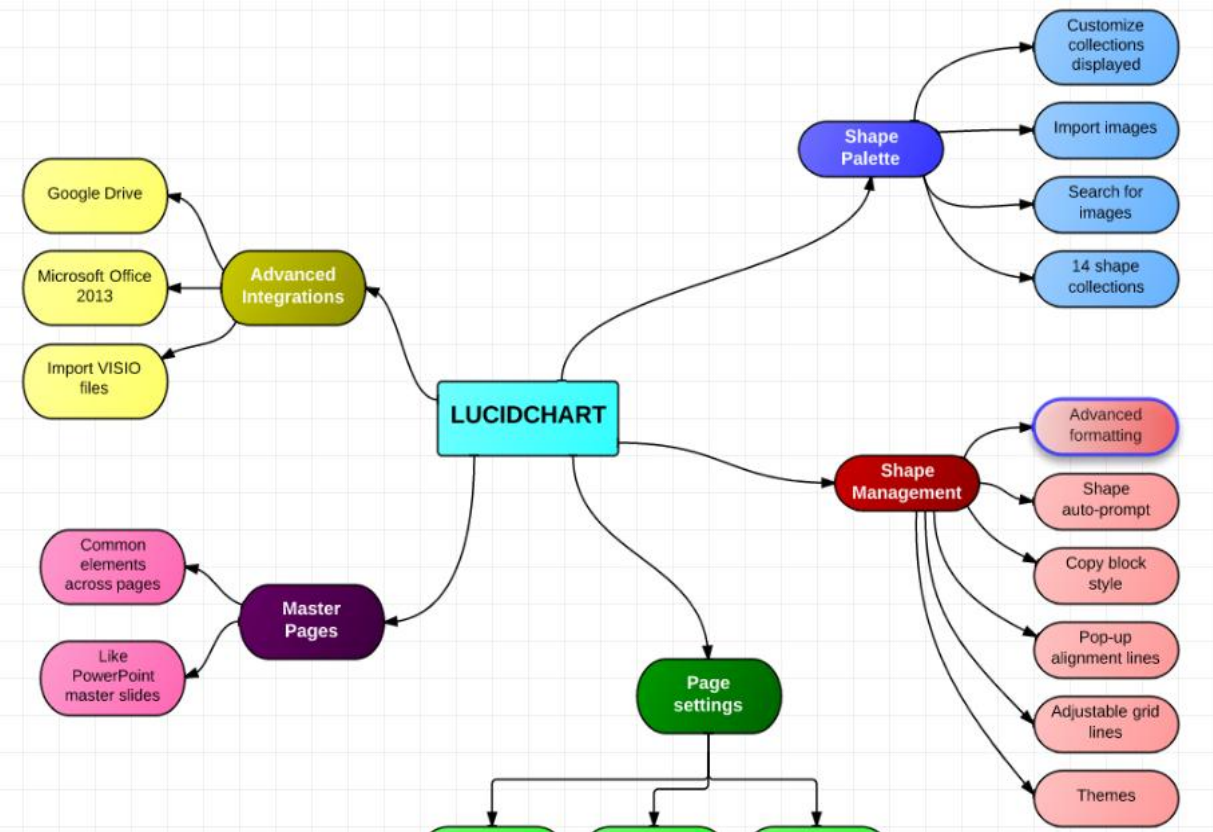 Customize
collections
displayed
Import images
Shape
Palette
Search for
images
14 shape
collections
Google Drive
Microsoft Office
2013
Import VISIO
files
Advanced
Integrations
LUCIDCHART
Advanced
formatting
Shape
auto-prompt
Copy block
style
Pop-up
alignment lines
Adjustable grid
lines
Themes
Shape
Management
Common
elements
across pages
Like
PowerPoint
master slides
Master
Pages
Page
settings